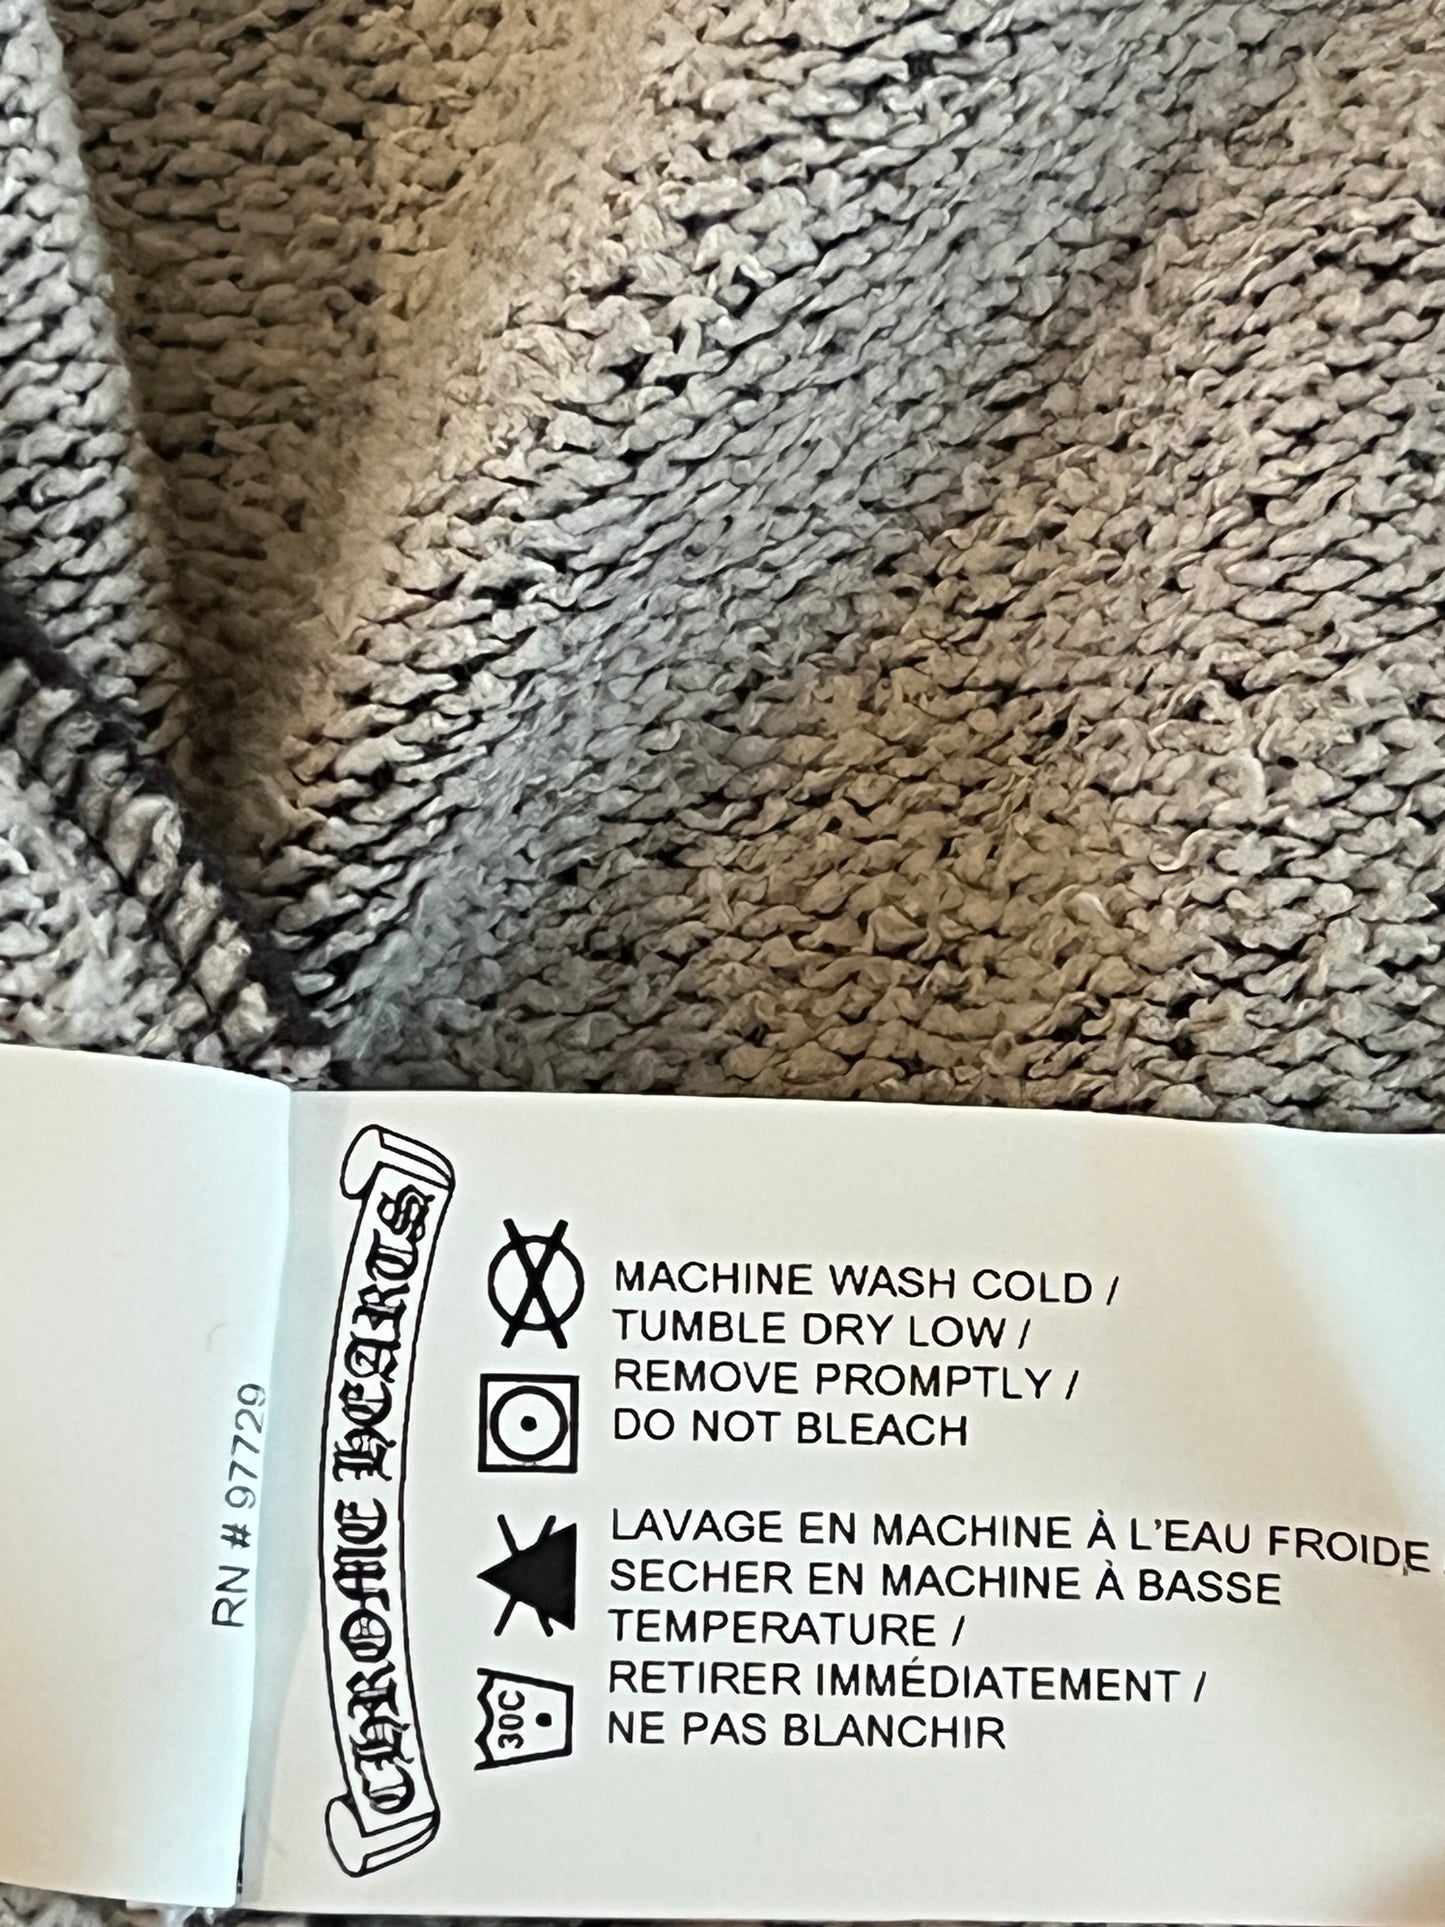 RN # 97729
CHROME HEARTS
MACHINE WASH COLD /
TUMBLE DRY LOW /
REMOVE PROMPTLY /
DO NOT BLEACH
LAVAGE EN MACHINE À L'EAU FROIDE
SECHER EN MACHINE À BASSE
TEMPERATURE /
RETIRER IMMÉDIATEMENT /
NE PAS BLANCHIR
30C